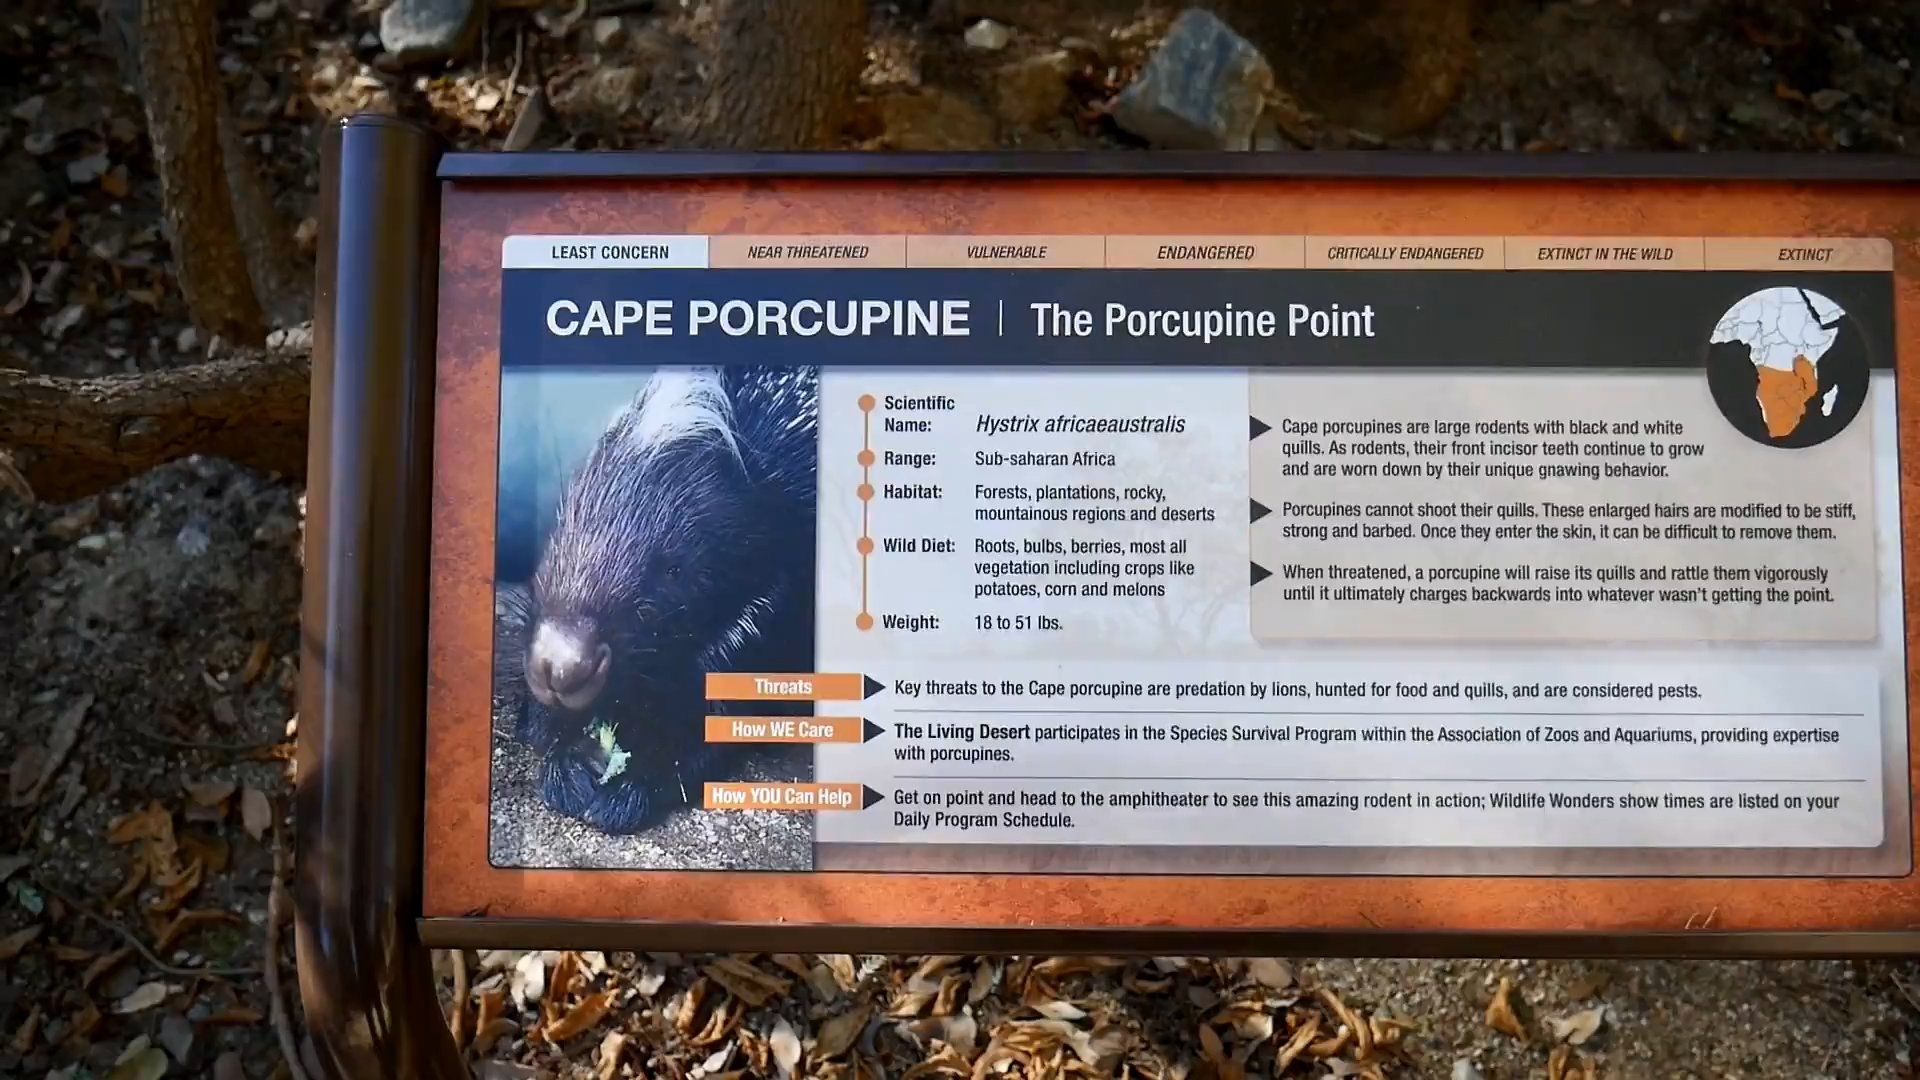 LEAST CONCERN
NEAR THREATENED
VULNERABLE
ENDANGERED
CRITICALLY ENDANGERED
EXTINCT IN THE WILD
EXTINCT
CAPE PORCUPINE | The Porcupine Point
Scientific
Name: Hystrix africaeaustralis
Range: Sub-saharan Africa
Habitat: Forests, plantations, rocky,
mountainous regions and deserts
Wild Diet: Roots, bulbs, berries, most all
vegetation including crops like
potatoes, corn and melons
Weight: 18 to 51 lbs.
Cape porcupines are large rodents with black and white
quills. As rodents, their front incisor teeth continue to grow
and are worn down by their unique gnawing behavior.
Porcupines cannot shoot their quills. These enlarged hairs are modified to be stiff,
strong and barbed. Once they enter the skin, it can be difficult to remove them.
When threatened, a porcupine will raise its quills and rattle them vigorously
until it ultimately charges backwards into whatever wasn't getting the point.
Threats
Key threats to the Cape porcupine are predation by lions, hunted for food and quills, and are considered pests.
How WE Care
The Living Desert participates in the Species Survival Program within the Association of Zoos and Aquariums, providing expertise
with porcupines.
How YOU Can Help
Get on point and head to the amphitheater to see this amazing rodent in action; Wildlife Wonders show times are listed on your
Daily Program Schedule.